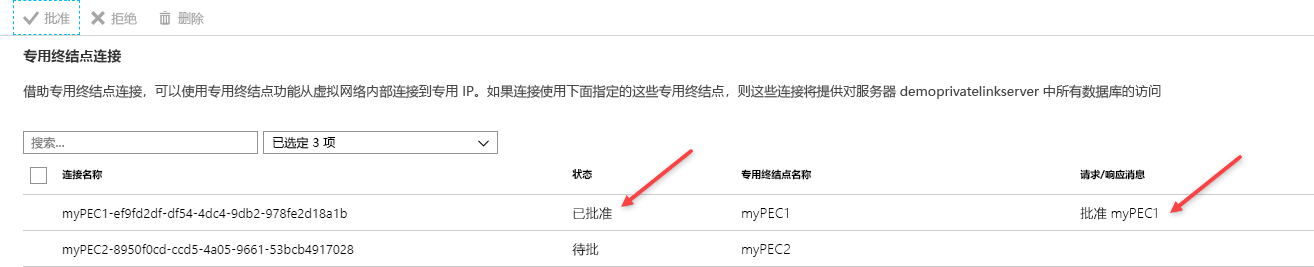 批准 拒绝 删除
专用终结点连接
借助专用终结点连接，可以使用专用终结点功能从虚拟网络内部连接到专用 IP。如果连接使用下面指定的这些专用终结点，则这些连接将提供对服务器 demoprivatelinkserver 中所有数据库的访问
搜索... 已选定 3 项
连接名称 状态 专用终结点名称 请求/响应消息
myPEC1-ef9fd2df-df54-4dc4-9db2-978fe2d18a1b 已批准 myPEC1 批准 myPEC1
myPEC2-8950f0cd-ccd5-4a05-9661-53bcb4917028 待批 myPEC2